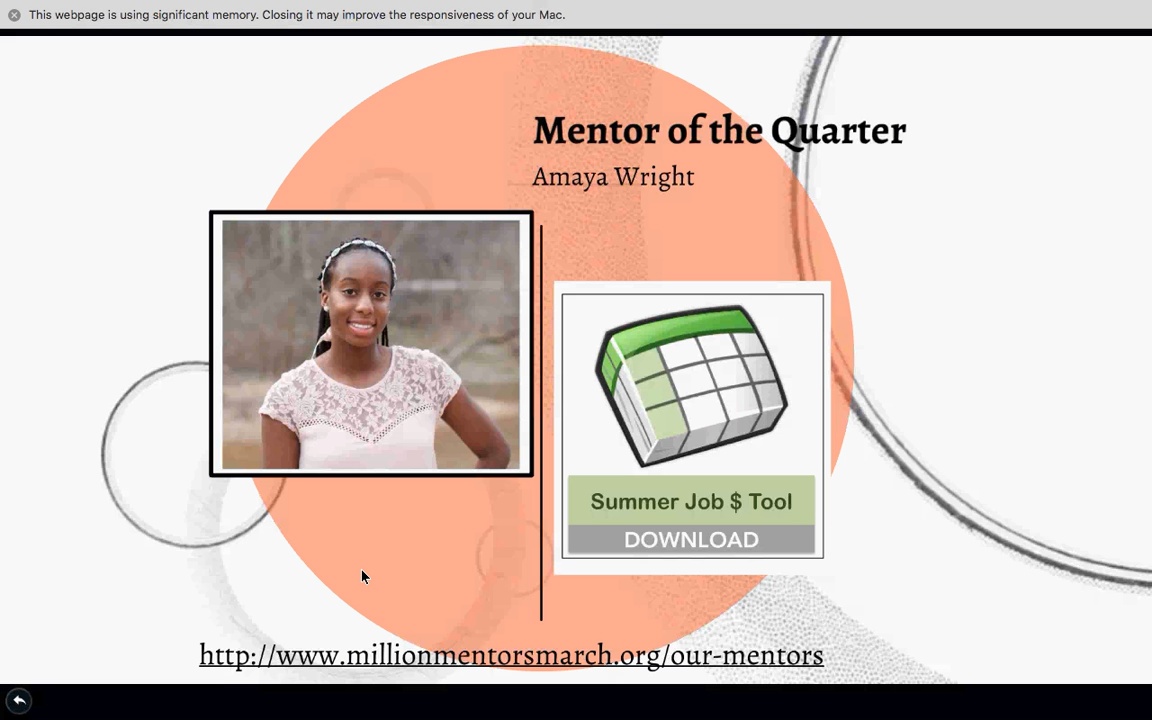 This webpage is using significant memory. Closing it may improve the responsiveness of your Mac.
Mentor of the Quarter
Amaya Wright
Summer Job $ Tool
DOWNLOAD
http://www.millionmentorsmarch.org/our-mentors